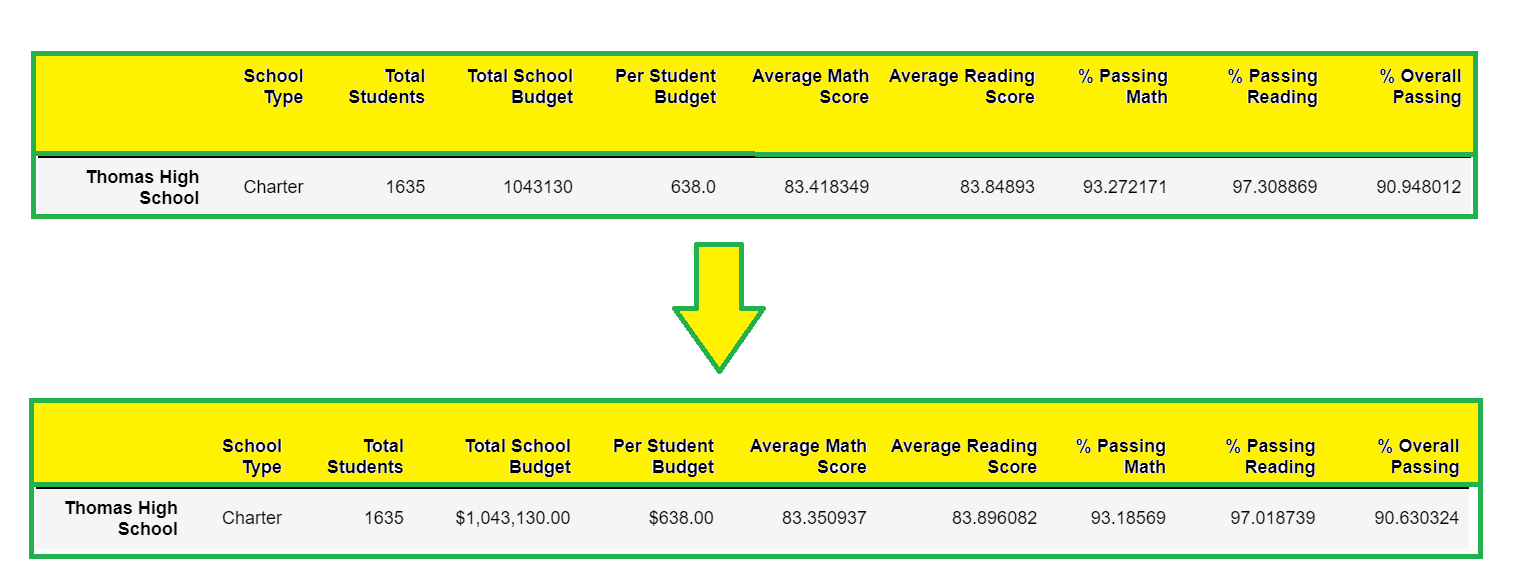 School Total Total School Per Student Average Math Average Reading % Passing % Passing % Overall
Type Students Budget Budget Score Score Math Reading Passing
Thomas High
School Charter 1635 1043130 638.0 83.418349 83.84893 93.272171 97.308869 90.948012
School Total Total School Per Student Average Math Average Reading % Passing % Passing % Overall
Type Students Budget Budget Score Score Math Reading Passing
Thomas High
School Charter 1635 $1,043,130.00 $638.00 83.350937 83.896082 93.18569 97.018739 90.630324